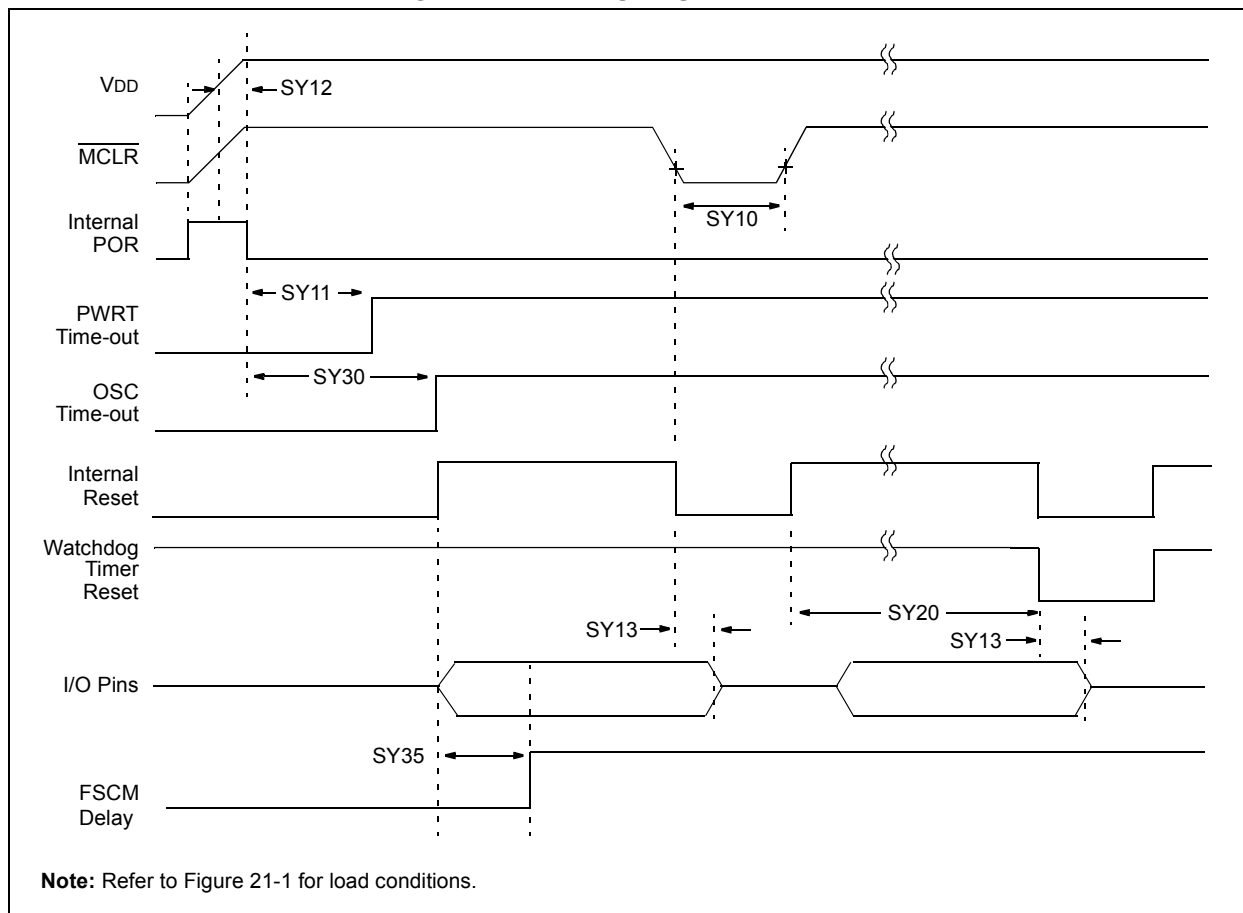 VDD
SY12
MCLR
SY10
Internal
POR
SY11
PWRT
Time-out
SY30
OSC
Time-out
Internal
Reset
Watchdog
Timer
Reset
SY20
SY13
SY13
I/O Pins
SY35
FSCM
Delay
Note: Refer to Figure 21-1 for load conditions.